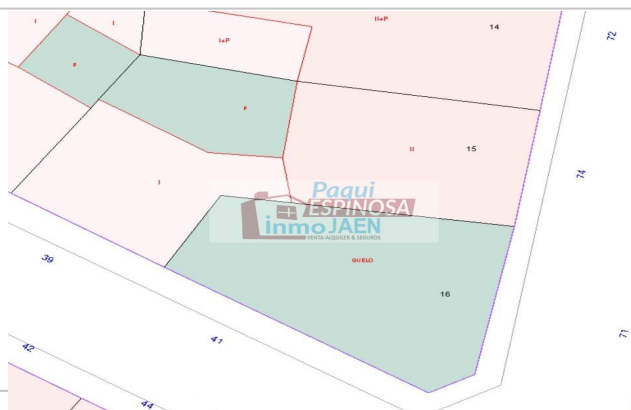 I
I
II+P
14
72
I+P
P
P
II
15
74
I
Paqui
ESPINOSA
inmoJAEN
VENTA ALQUILER & SEGUROS
SUELO
39
16
41
71
42
44